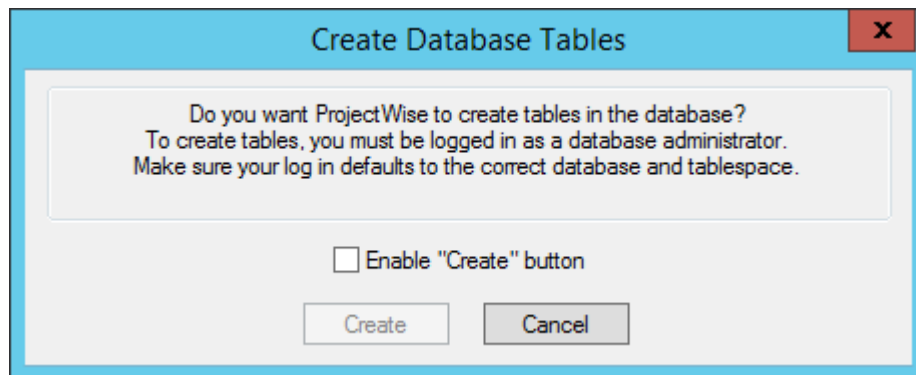 Create Database Tables
x
Do you want ProjectWise to create tables in the database?
To create tables, you must be logged in as a database administrator.
Make sure your log in defaults to the correct database and tablespace.
Enable "Create" button
Create Cancel